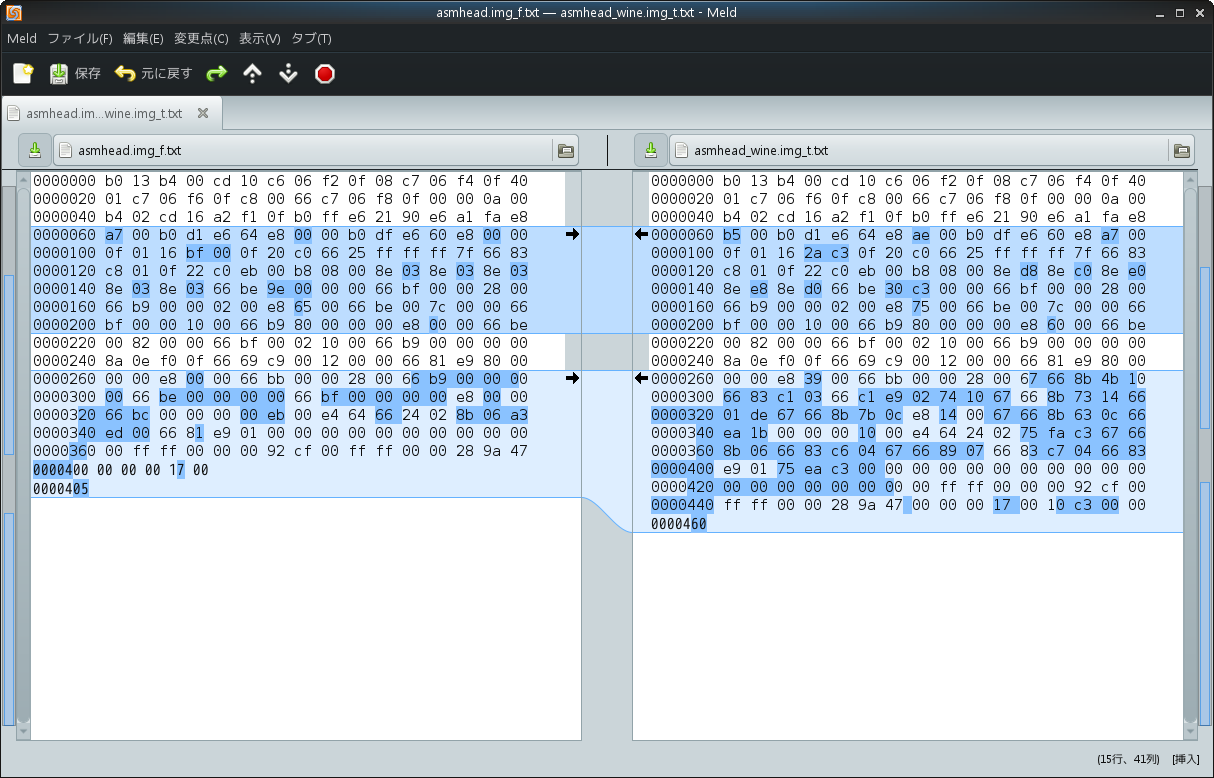 asmhead.img_f.txt — asmhead_wine.img_t.txt - Meld
Meld ファイル(F) 編集(E) 変更点(C) 表示(V) タブ(T)
保存 元に戻す
asmhead.im...wine.img_t.txt
asmhead.img_f.txt
0000000 b0 13 b4 00 cd 10 c6 06 f2 0f 08 c7 06 f4 0f 40
0000020 01 c7 06 f6 0f c8 00 66 c7 06 f8 0f 00 00 0a 00
0000040 b4 02 cd 16 a2 f1 0f b0 ff e6 21 90 e6 a1 fa e8
0000060 a7 00 b0 d1 e6 64 e8 00 00 b0 df e6 60 e8 00 00
0000100 0f 01 16 bf 00 0f 20 c0 66 25 ff ff ff 7f 66 83
0000120 c8 01 0f 22 c0 eb 00 b8 08 00 8e 03 8e 03 8e 03
0000140 8e 03 8e 03 66 be 9e 00 00 00 66 bf 00 00 28 00
0000160 66 b9 00 00 02 00 e8 65 00 66 be 00 7c 00 00 66
0000200 bf 00 00 10 00 66 b9 80 00 00 00 e8 00 00 66 be
0000220 00 82 00 00 66 bf 00 02 10 00 66 b9 00 00 00 00
0000240 8a 0e f0 0f 66 69 c9 00 12 00 00 66 81 e9 80 00
0000260 00 00 e8 00 00 66 bb 00 00 28 00 66 b9 00 00 00
0000300 00 66 be 00 00 00 00 66 bf 00 00 00 00 e8 00 00
0000320 66 bc 00 00 00 00 eb 00 e4 64 66 24 02 8b 06 a3
0000340 ed 00 66 81 e9 01 00 00 00 00 00 00 00 00 00 00
0000360 00 ff ff 00 00 00 92 cf 00 ff ff 00 00 28 9a 47
0000400 00 00 00 17 00
0000405
asmhead_wine.img_t.txt
0000000 b0 13 b4 00 cd 10 c6 06 f2 0f 08 c7 06 f4 0f 40
0000020 01 c7 06 f6 0f c8 00 66 c7 06 f8 0f 00 00 0a 00
0000040 b4 02 cd 16 a2 f1 0f b0 ff e6 21 90 e6 a1 fa e8
0000060 b5 00 b0 d1 e6 64 e8 ae 00 b0 df e6 60 e8 a7 00
0000100 0f 01 16 2a c3 0f 20 c0 66 25 ff ff ff 7f 66 83
0000120 c8 01 0f 22 c0 eb 00 b8 08 00 8e d8 8e c0 8e e0
0000140 8e e8 8e d0 66 be 30 c3 00 00 66 bf 00 00 28 00
0000160 66 b9 00 00 02 00 e8 75 00 66 be 00 7c 00 00 66
0000200 bf 00 00 10 00 66 b9 80 00 00 00 e8 60 00 66 be
0000220 00 82 00 00 66 bf 00 02 10 00 66 b9 00 00 00 00
0000240 8a 0e f0 0f 66 69 c9 00 12 00 00 66 81 e9 80 00
0000260 00 00 e8 39 00 66 bb 00 00 28 00 67 66 8b 4b 10
0000300 66 83 c1 03 66 c1 e9 02 74 10 67 66 8b 73 14 66
0000320 01 de 67 66 8b 7b 0c e8 14 00 67 66 8b 63 0c 66
0000340 ea 1b 00 00 00 10 00 e4 64 24 02 75 fa c3 67 66
0000360 8b 06 66 83 c6 04 67 66 89 07 66 83 c7 04 66 83
0000400 e9 01 75 ea c3 00 00 00 00 00 00 00 00 00 00 00
0000420 00 00 00 00 00 00 00 ff ff 00 00 00 92 cf 00
0000440 ff ff 00 00 28 9a 47 00 00 00 17 00 10 c3 00 00
0000460
(15行、41列) [挿入]